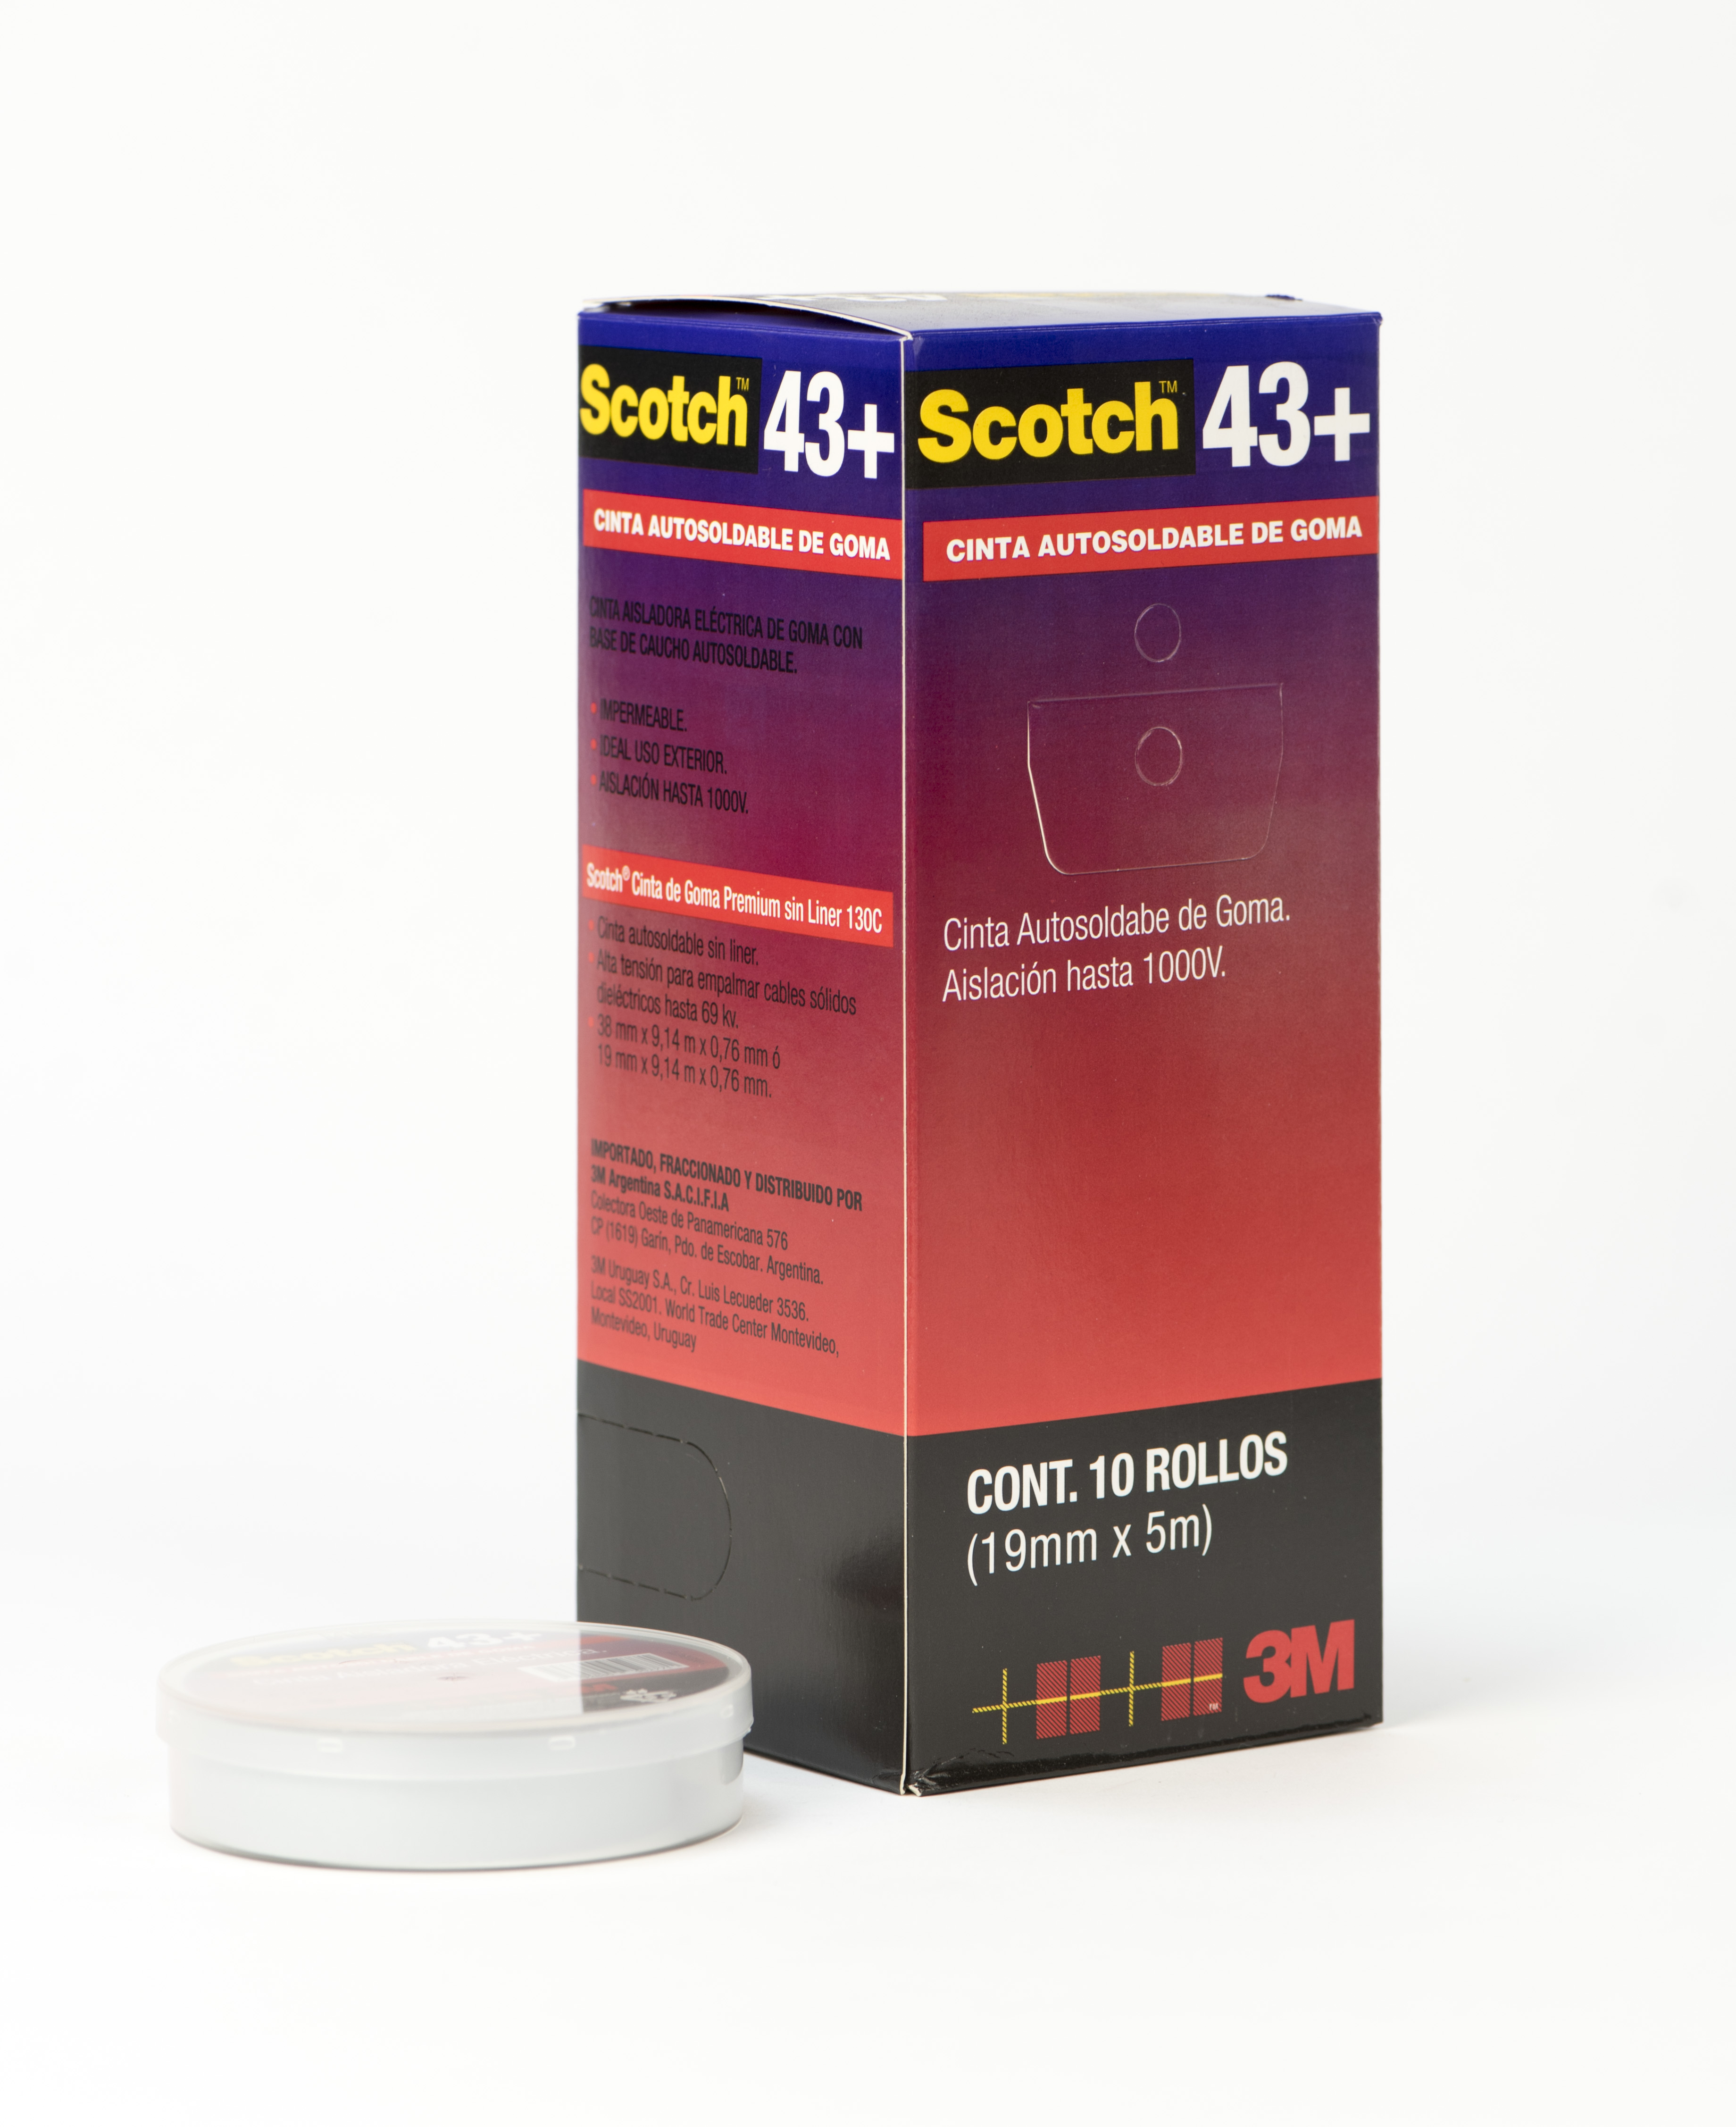 Scotch™ 43+
CINTA AUTOSOLDABLE DE GOMA
CINTA AISLADORA ELÉCTRICA DE GOMA CON
BASE DE CAUCHO AUTOSOLDABLE.
• IMPERMEABLE.
• IDEAL USO EXTERIOR.
• AISLACIÓN HASTA 1000V.
Scotch® Cinta de Goma Premium sin Liner 130C
• Cinta autosoldable sin liner.
• Alta tensión para empalmar cables sólidos
dieléctricos hasta 69 kv.
• 38 mm x 9,14 m x 0,76 mm ó
19 mm x 9,14 m x 0,76 mm.
IMPORTADO, FRACCIONADO Y DISTRIBUIDO POR
3M Argentina S.A.C.I.F.I.A
Colectora Oeste de Panamericana 576
CP (1619) Garín, Pdo. de Escobar. Argentina.
3M Uruguay S.A., Cr. Luis Lecueder 3536.
Local SS2001. World Trade Center Montevideo,
Montevideo, Uruguay
Scotch™ 43+
CINTA AUTOSOLDABLE DE GOMA
Cinta Autosoldabe de Goma.
Aislación hasta 1000V.
CONT. 10 ROLLOS
(19mm x 5m)
3M
Scotch 43+